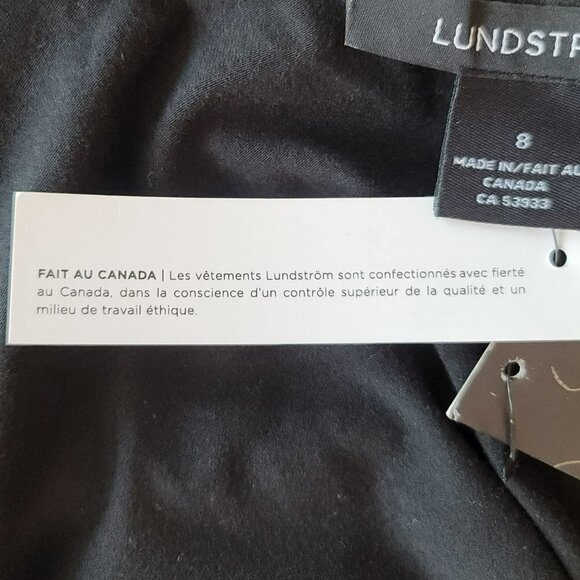 LUNDSTR
8
MADE IN/FAIT AU
CANADA
CA 53933
FAIT AU CANADA | Les vêtements Lundström sont confectionnés avec fierté
au Canada, dans la conscience d'un contrôle supérieur de la qualité et un
milieu de travail éthique.